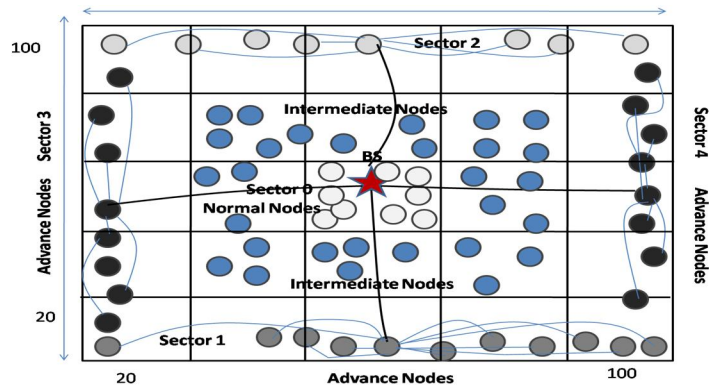 Sector 2
100
Intermediate Nodes
Sector 3
Sector 4
BS
Sector 0
Normal Nodes
Advance Nodes
Advance Nodes
Intermediate Nodes
20
Sector 1
20
Advance Nodes
100